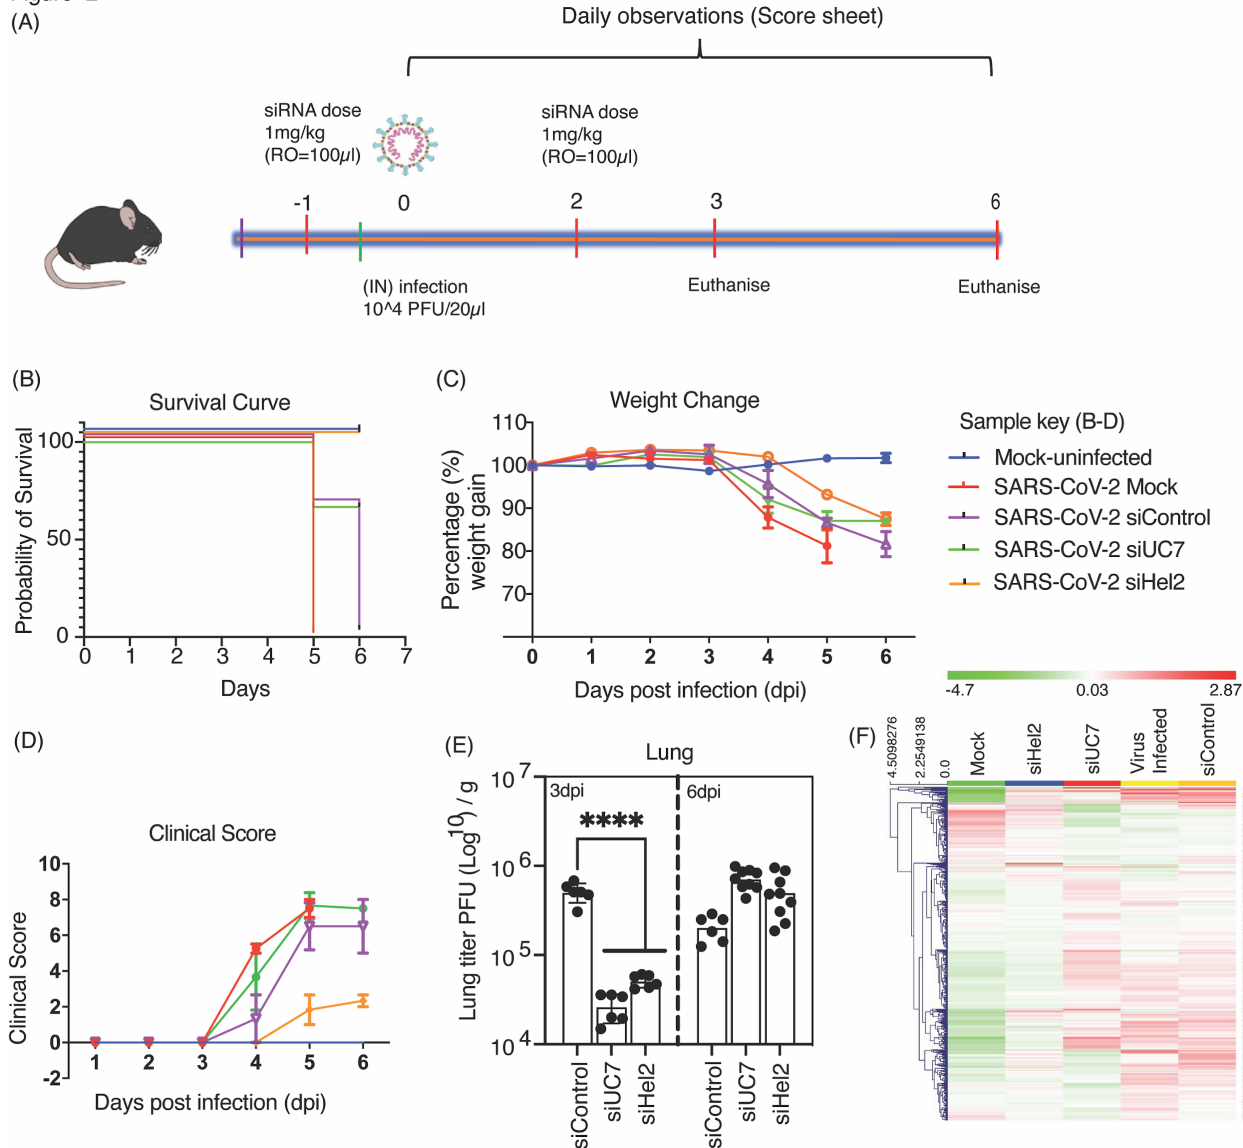 (A)
Daily observations (Score sheet)
siRNA dose
1mg/kg
(RO=100µl)
siRNA dose
1mg/kg
(RO=100µl)
-1
0
2
3
6
(IN) infection
10^4 PFU/20µl
Euthanise
Euthanise
(B)
Survival Curve
Probability of Survival
100
50
0
0 1 2 3 4 5 6 7
Days
(C)
Weight Change
Percentage (%)
weight gain
110
100
90
80
70
0 1 2 3 4 5 6
Days post infection (dpi)
Sample key (B-D)
Mock-uninfected
SARS-CoV-2 Mock
SARS-CoV-2 siControl
SARS-CoV-2 siUC7
SARS-CoV-2 siHel2
(D)
Clinical Score
Clinical Score
10
8
6
4
2
0
-2
1 2 3 4 5 6
Days post infection (dpi)
(E)
Lung
Lung titer PFU (Log10) / g
10^7
10^6
10^5
10^4
3dpi
****
6dpi
siControl
siUC7
siHel2
siControl
siUC7
siHel2
(F)
-4.7
0.03
2.87
4.5098276
2.2549138
0.0
Mock
siHel2
siUC7
Virus
Infected
siControl